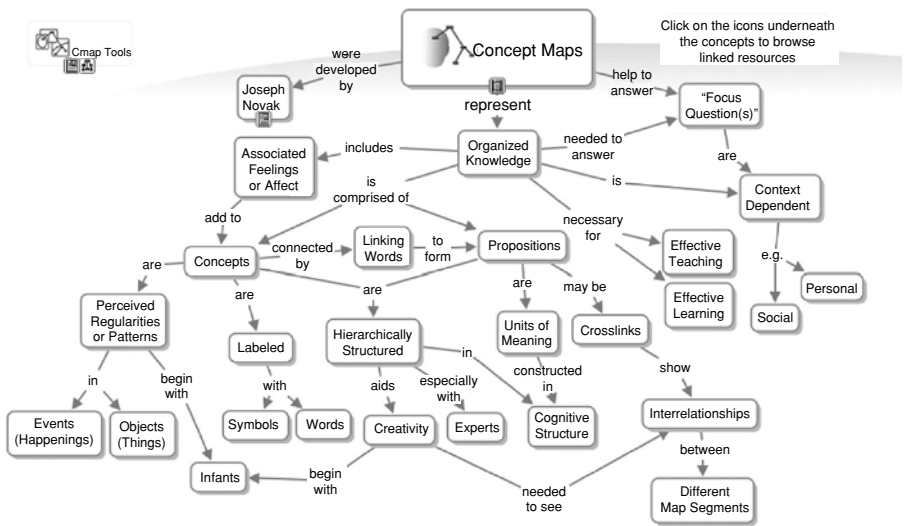 Cmap Tools
Concept Maps
Click on the icons underneath
the concepts to browse
linked resources
were
developed
by
help to
answer
Joseph
Novak
represent
"Focus
Question(s)"
Associated
Feelings
or Affect
includes
Organized
Knowledge
needed to
answer
are
is
comprised of
is
Context
Dependent
add to
necessary
for
Concepts
connected
by
Linking
Words
to
form
Propositions
Effective
Teaching
e.g.
are
are
are
are
may be
Personal
Perceived
Regularities
or Patterns
Effective
Learning
Social
Labeled
Hierarchically
Structured
Units of
Meaning
Crosslinks
in
begin
with
with
aids
especially
with
in
constructed
in
show
Events
(Happenings)
Objects
(Things)
Symbols
Words
Creativity
Experts
Cognitive
Structure
Interrelationships
Infants
begin
with
needed
to see
between
Different
Map Segments